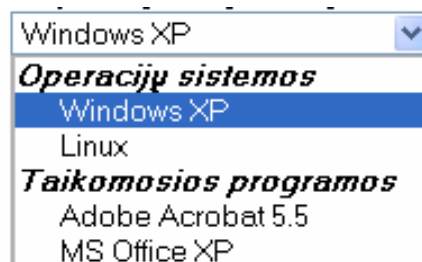 Windows XP
Operacijų sistemos
Windows XP
Linux
Taikomosios programos
Adobe Acrobat 5.5
MS Office XP